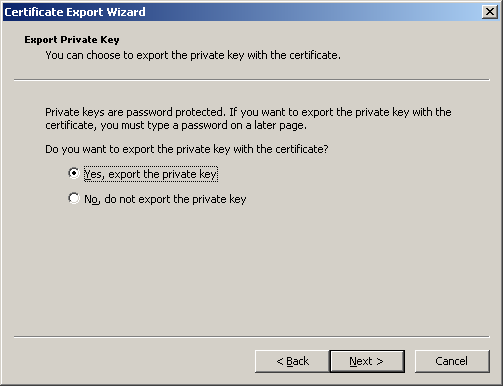 Certificate Export Wizard
Export Private Key
You can choose to export the private key with the certificate.
Private keys are password protected. If you want to export the private key with the
certificate, you must type a password on a later page.
Do you want to export the private key with the certificate?
Yes, export the private key
No, do not export the private key
< Back Next > Cancel